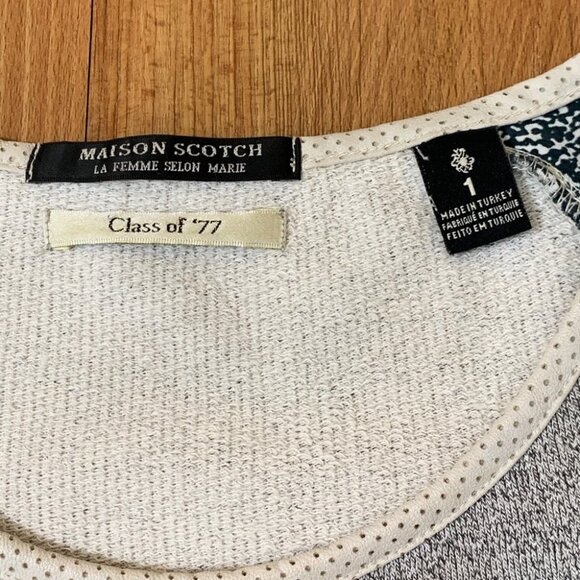 MAISON SCOTCH
LA FEMME SELON MARIE
Class of '77
1
MADE IN TURKEY
FABRIQUÉ EN TURQUIE
FEITO EM TURQUIE